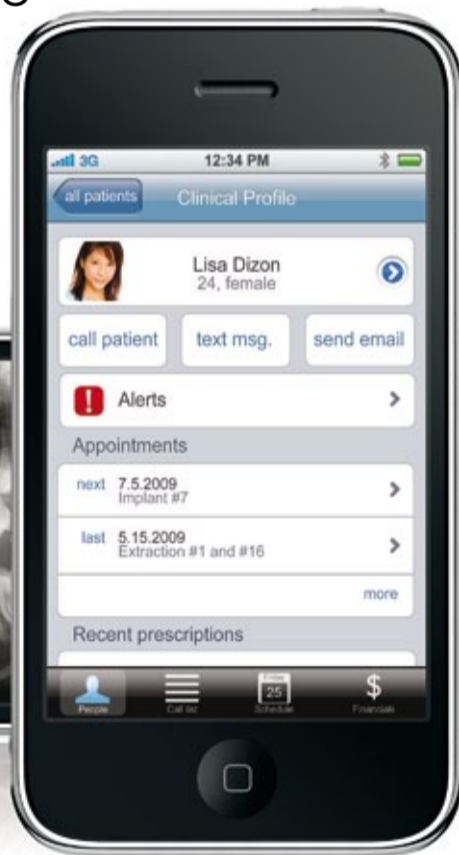 3G 12:34 PM
all patients Clinical Profile
Lisa Dizon
24, female
call patient text msg. send email
! Alerts
Appointments
next 7.5.2009
Implant #7
last 5.15.2009
Extraction #1 and #16
more
Recent prescriptions
25 $
People Call list Schedule Financials